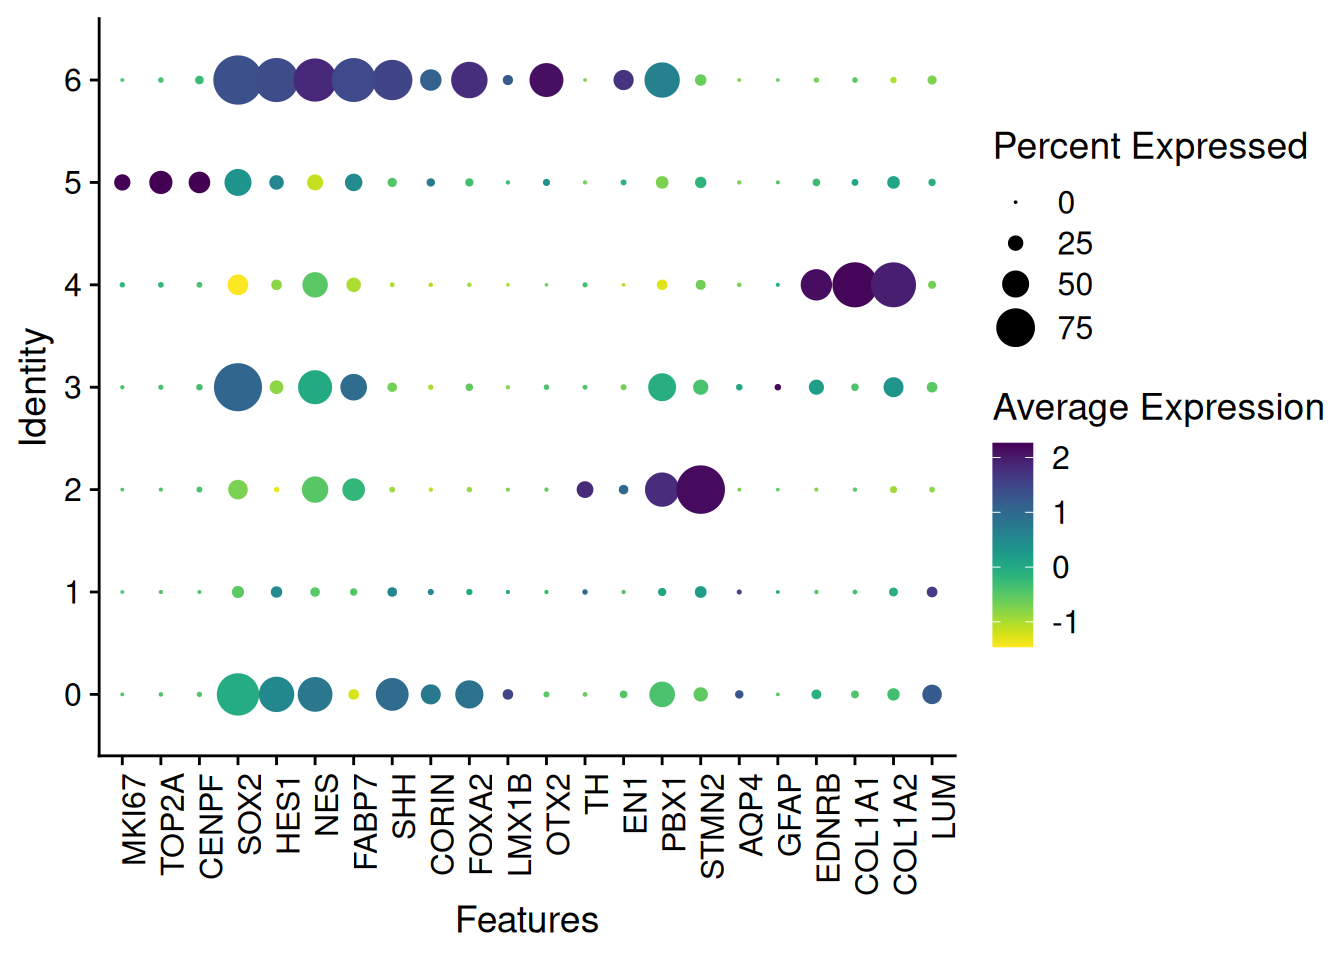 Identity
6
5
4
3
2
1
0
MKI67
TOP2A
CENPF
SOX2
HES1
NES
FABP7
SHH
CORIN
FOXA2
LMX1B
OTX2
TH
EN1
PBX1
STMN2
AQP4
GFAP
EDNRB
COL1A1
COL1A2
LUM
Features
Percent Expressed
0
25
50
75
Average Expression
2
1
0
-1